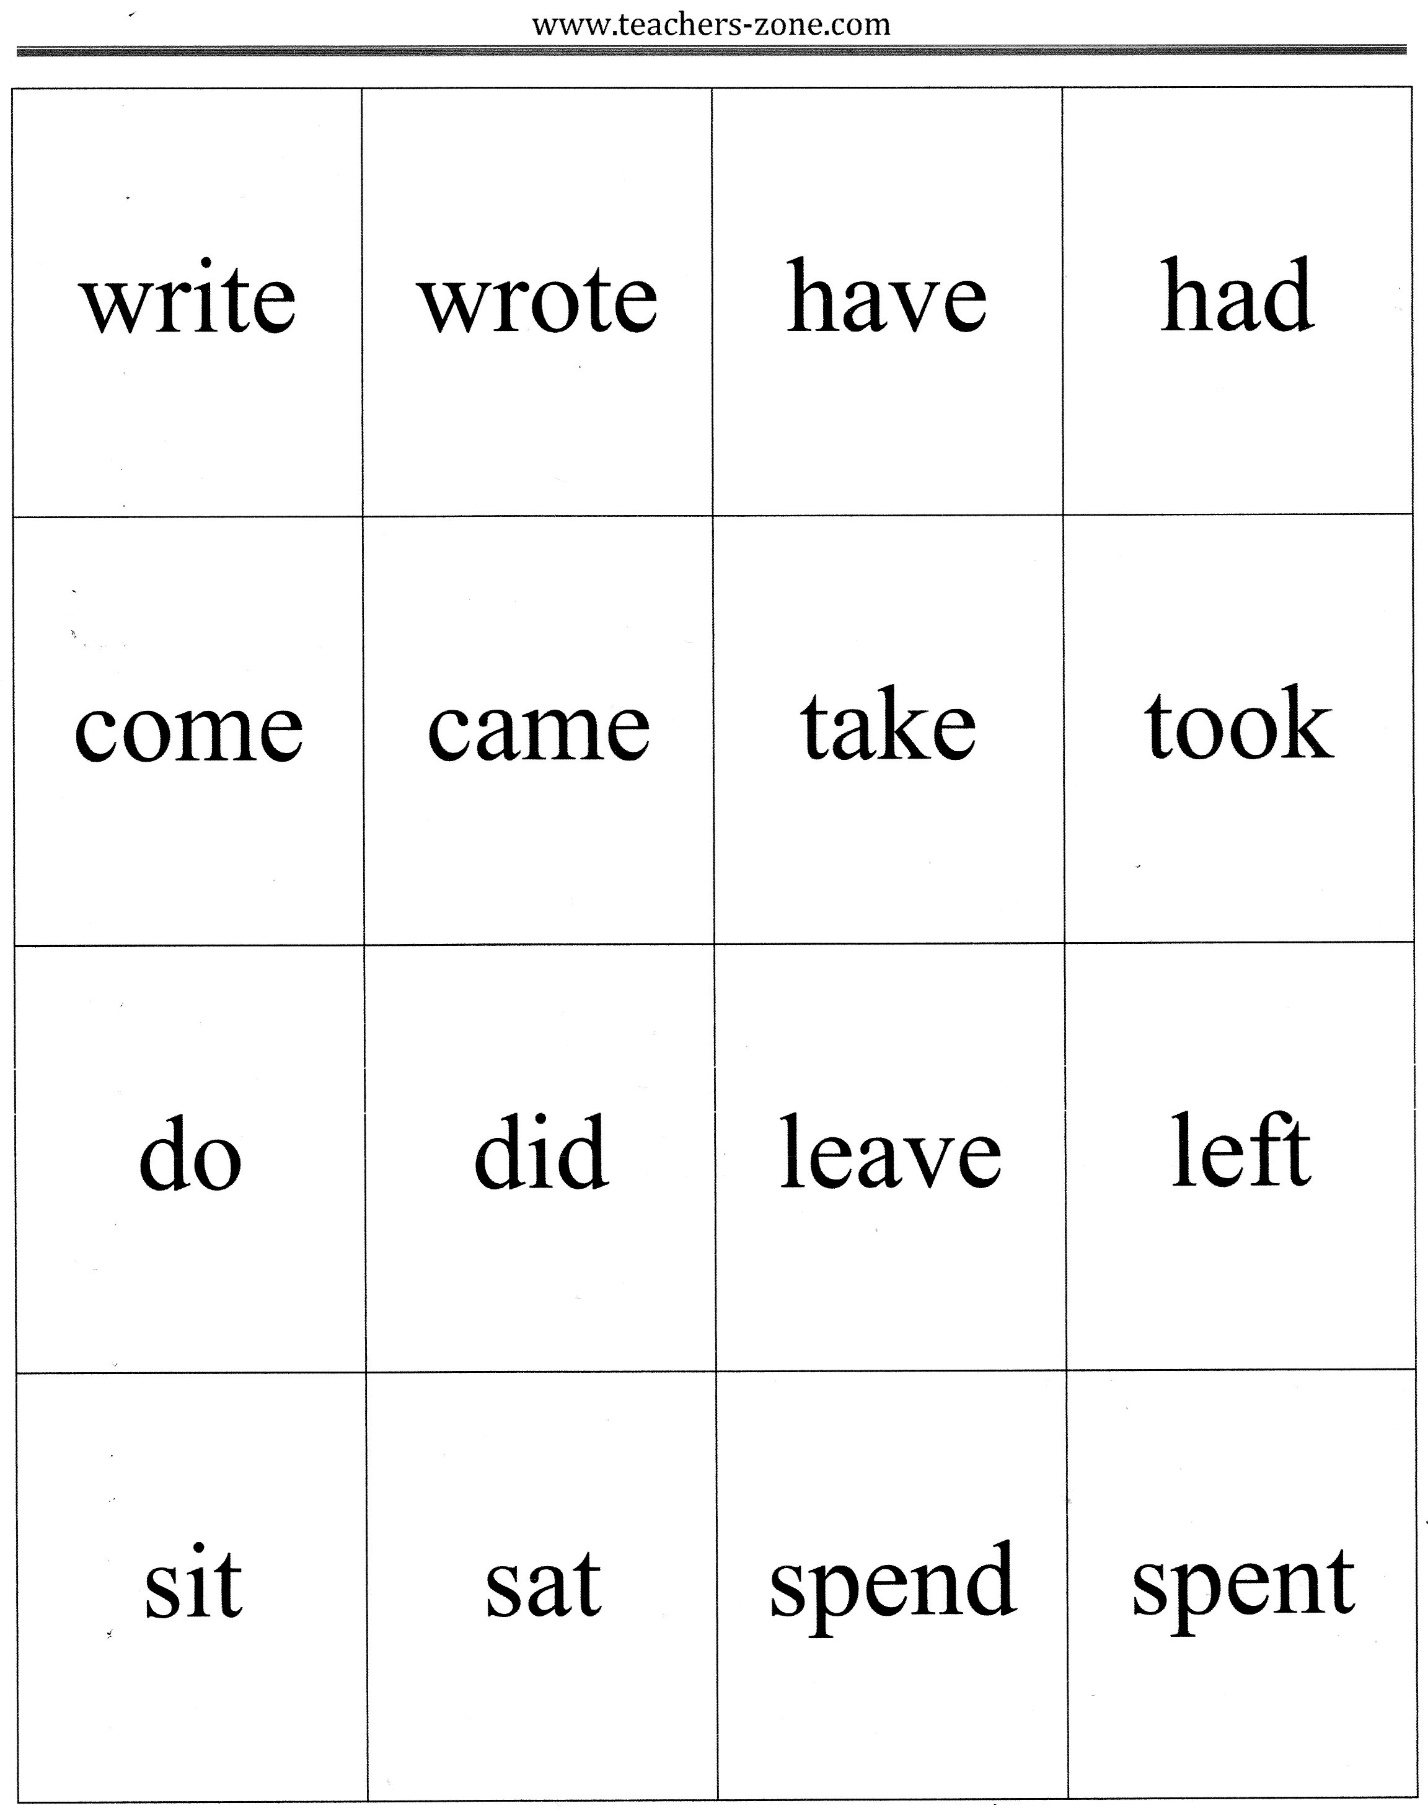 www.teachers-zone.com
write wrote have had
come came take took
do did leave left
sit sat spend spent